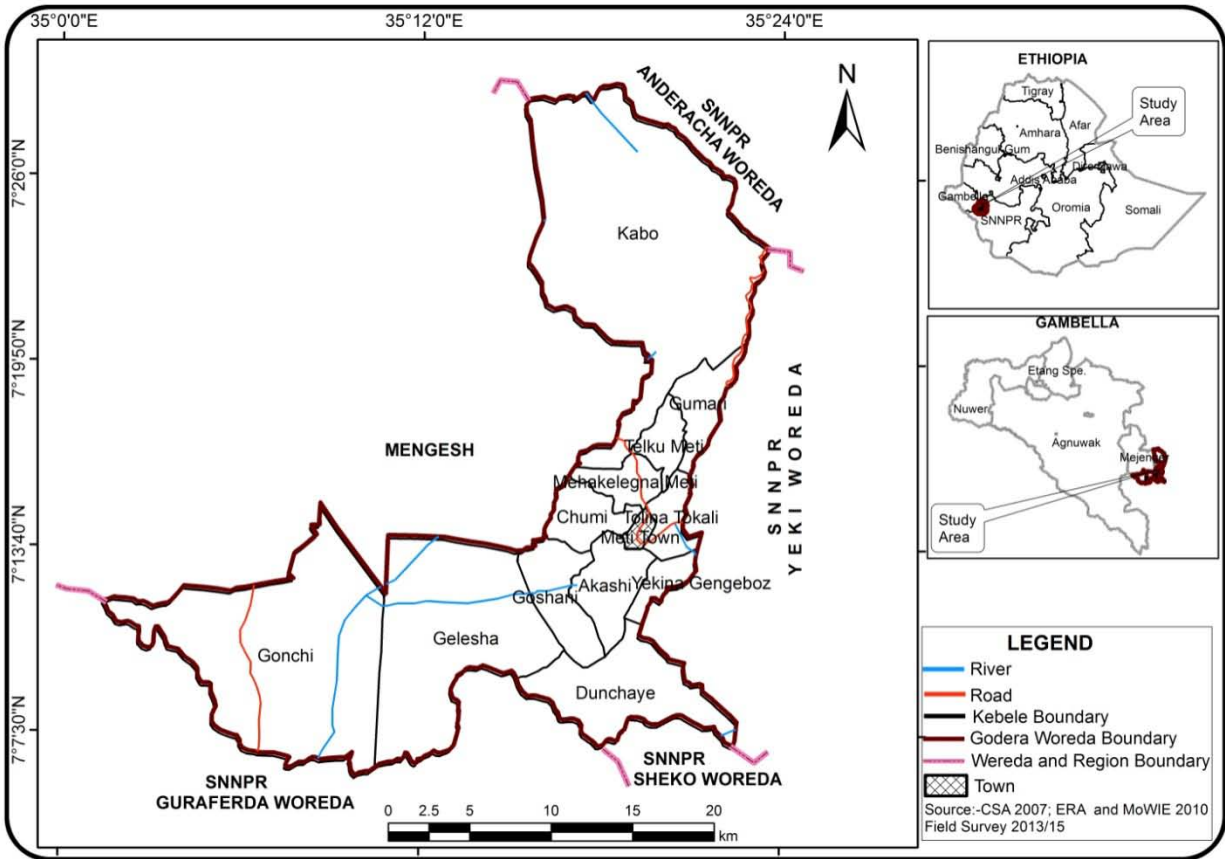 35°0'0"E
35°12'0"E
35°24'0"E
7°26'0"N
7°19'50"N
7°13'40"N
7°7'30"N
N
SNNPR
ANDERACHA WOREDA
Kabo
Gumari
Telku Meti
MENGESH
Mehakelegna Meti
Chumi
Tolina Tokali
Meti Town
SNNPR
YEKI WOREDA
Akashi
Yekina Gengeboz
Goshani
Gelesha
Gonchi
Dunchaye
SNNPR
SHEKO WOREDA
SNNPR
GURAFERDA WOREDA
0 2.5 5 10 15 20
km
ETHIOPIA
Tigray
Study
Area
Afar
Amhara
Benishangul Gum
Diredawa
Addis Ababa
Gambella
Oromia
Somali
SNNPR
GAMBELLA
Etang Spe.
Nuwer
Agnuwak
Mejenger
Study
Area
LEGEND
River
Road
Kebele Boundary
Godera Woreda Boundary
Wereda and Region Boundary
Town
Source:-CSA 2007; ERA and MoWIE 2010
Field Survey 2013/15